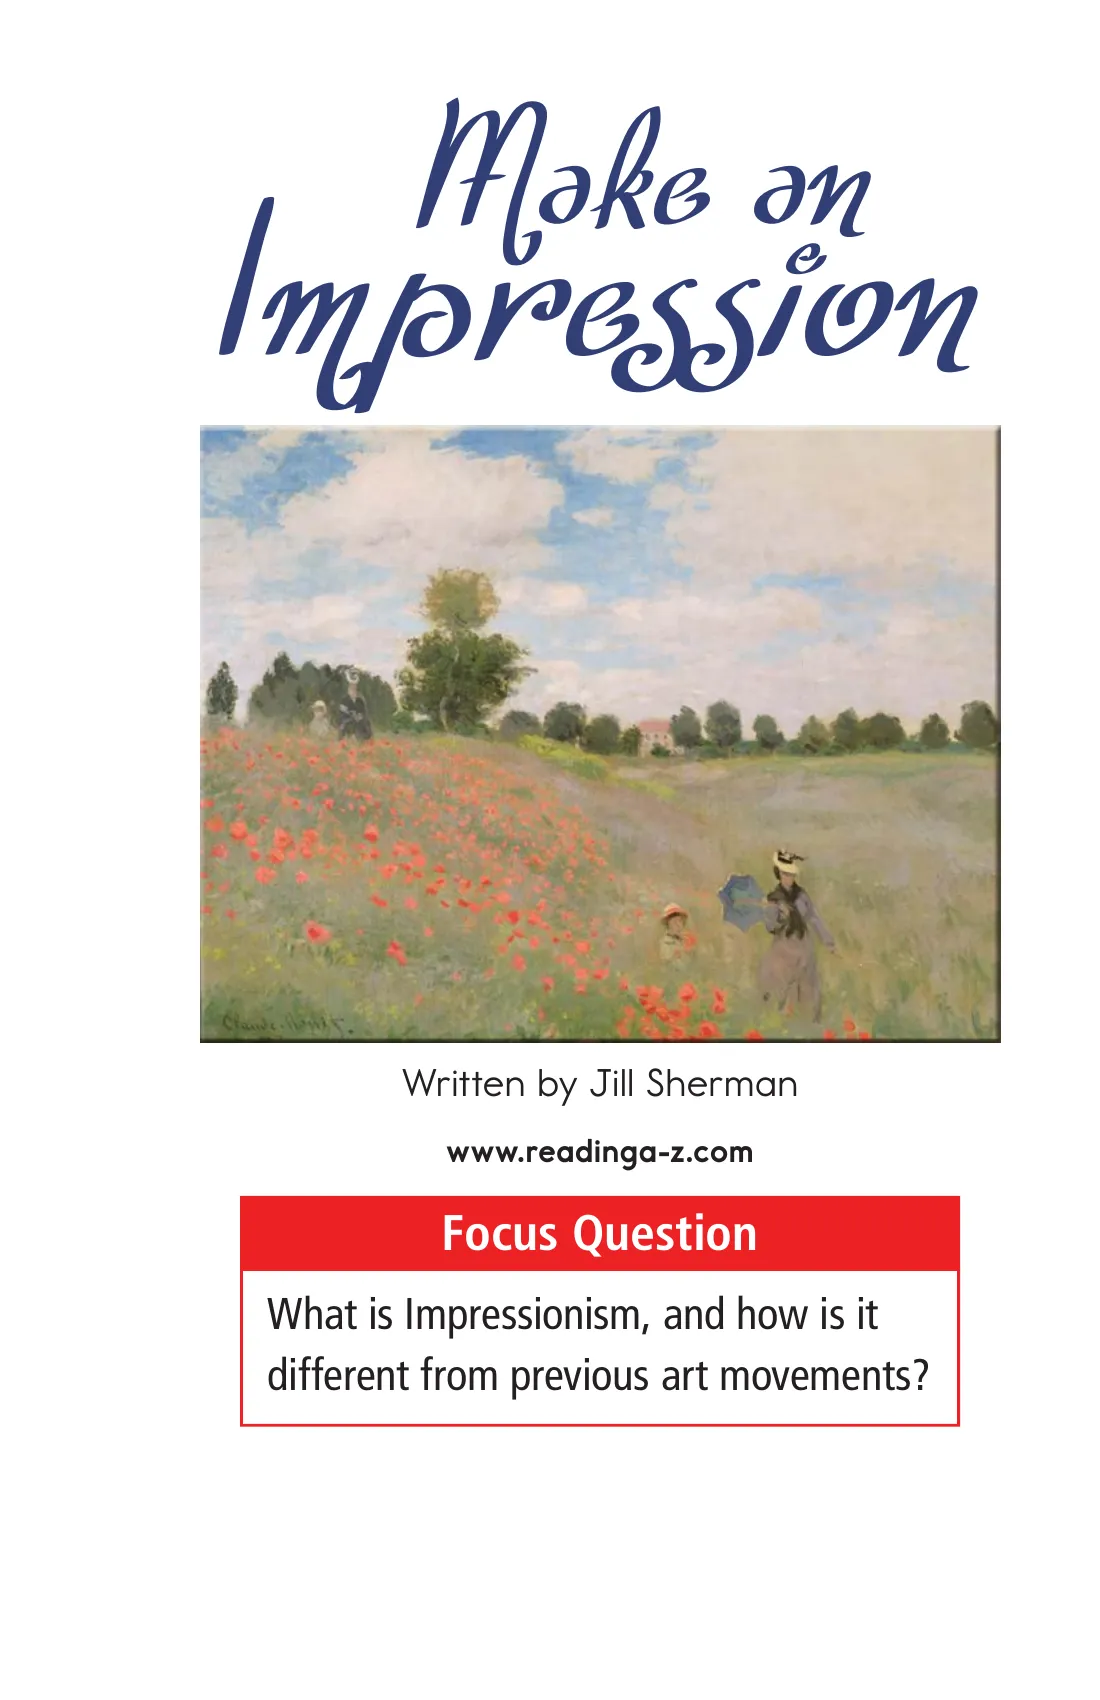 Make an
Impression
Claude Monet
Written by Jill Sherman
www.readinga-z.com
Focus Question
What is Impressionism, and how is it
different from previous art movements?